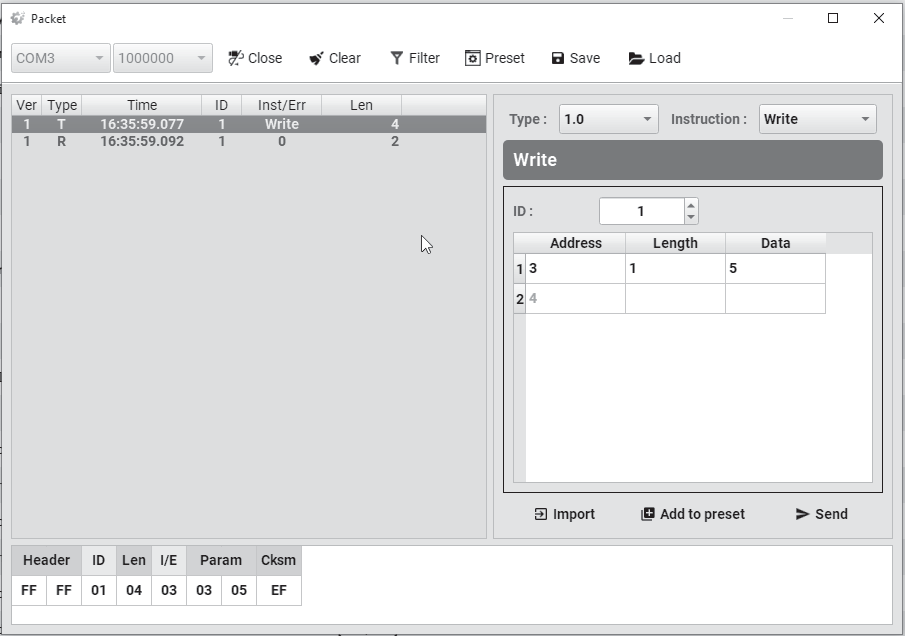 Packet
COM3 1000000 Close Clear Filter Preset Save Load
Ver Type Time ID Inst/Err Len
1 T 16:35:59.077 1 Write 4
1 R 16:35:59.092 1 0 2
Type : 1.0 Instruction : Write
Write
ID : 1
Address Length Data
1 3 1 5
2 4
Import Add to preset Send
Header ID Len I/E Param Cksm
FF FF 01 04 03 03 05 EF